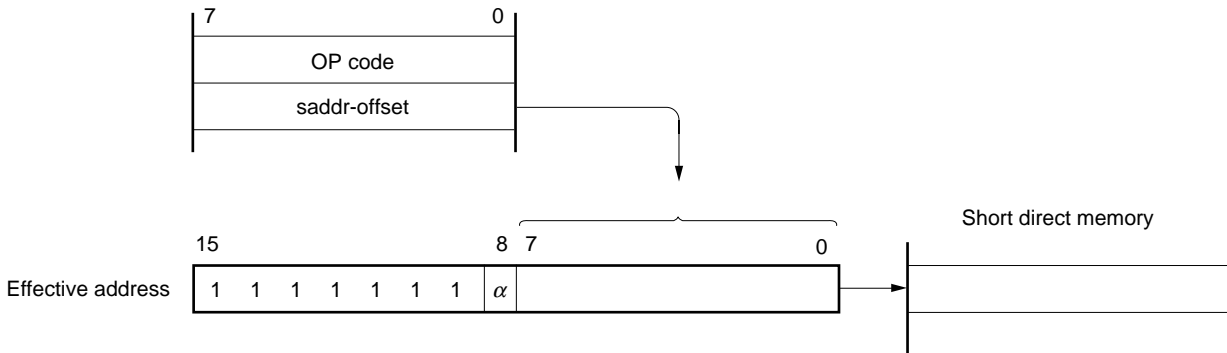 7 0
OP code
saddr-offset
Short direct memory
15 8 7 0
Effective address 1 1 1 1 1 1 1 α